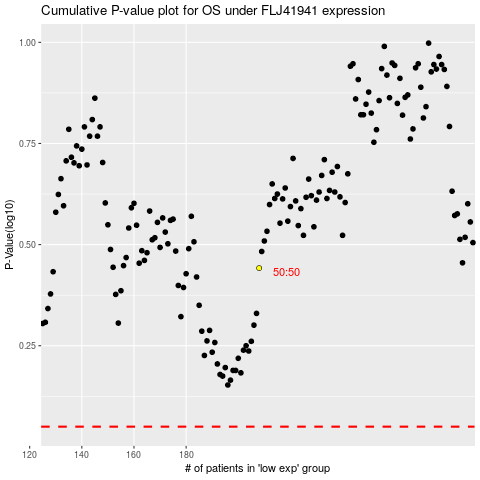 Cumulative P-value plot for OS under FLJ41941 expression
P-Value(log10)
1.00
0.75
0.50
0.25
50:50
120 140 160 180
# of patients in 'low exp' group